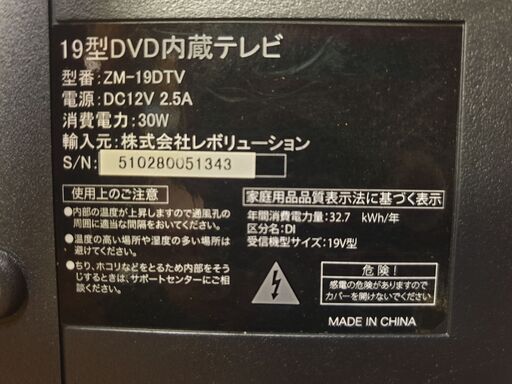 19型DVD内蔵テレビ
型番：ZM-19DTV
電源：DC12V 2.5A
消費電力：30W
輸入元：株式会社レボリューション
S/N： 510280051343
使用上のご注意
●内部の温度が上昇しますので通風孔の
周囲に適当な間隔をおいてください。
●温度の高い場所や湿度の多い場所は
避けてください。
●ちり、ホコリなどをとるため内部をそう
じするときは、サポートセンターにご相
談ください。
家庭用品品質表示法に基づく表示
年間消費電力量：32.7 kWh/年
区分名：DI
受信機型サイズ：19V型
危険！
感電の危険がありますので
カバーを開けないでください
MADE IN CHINA